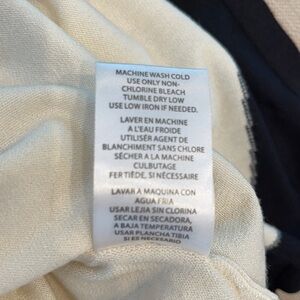 MACHINE WASH COLD
USE ONLY NON-
CHLORINE BLEACH
TUMBLE DRY LOW
USE LOW IRON IF NEEDED.
LAVER EN MACHINE
A L'EAU FROIDE
UTILISÉR AGENT DE
BLANCHIMENT SANS CHLORE
SÉCHER A LA MACHINE
CULBUTAGE
FER TIÉDE, SI NÉCESSAIRE
LAVAR A MAQUINA CON
AGUA FRIA
USAR LEJIA SIN CLORINA
SECAR EN SECADORA,
A BAJA TEMPERATURA
USAR PLANCHA TIBIA
SI ES NECESARIO